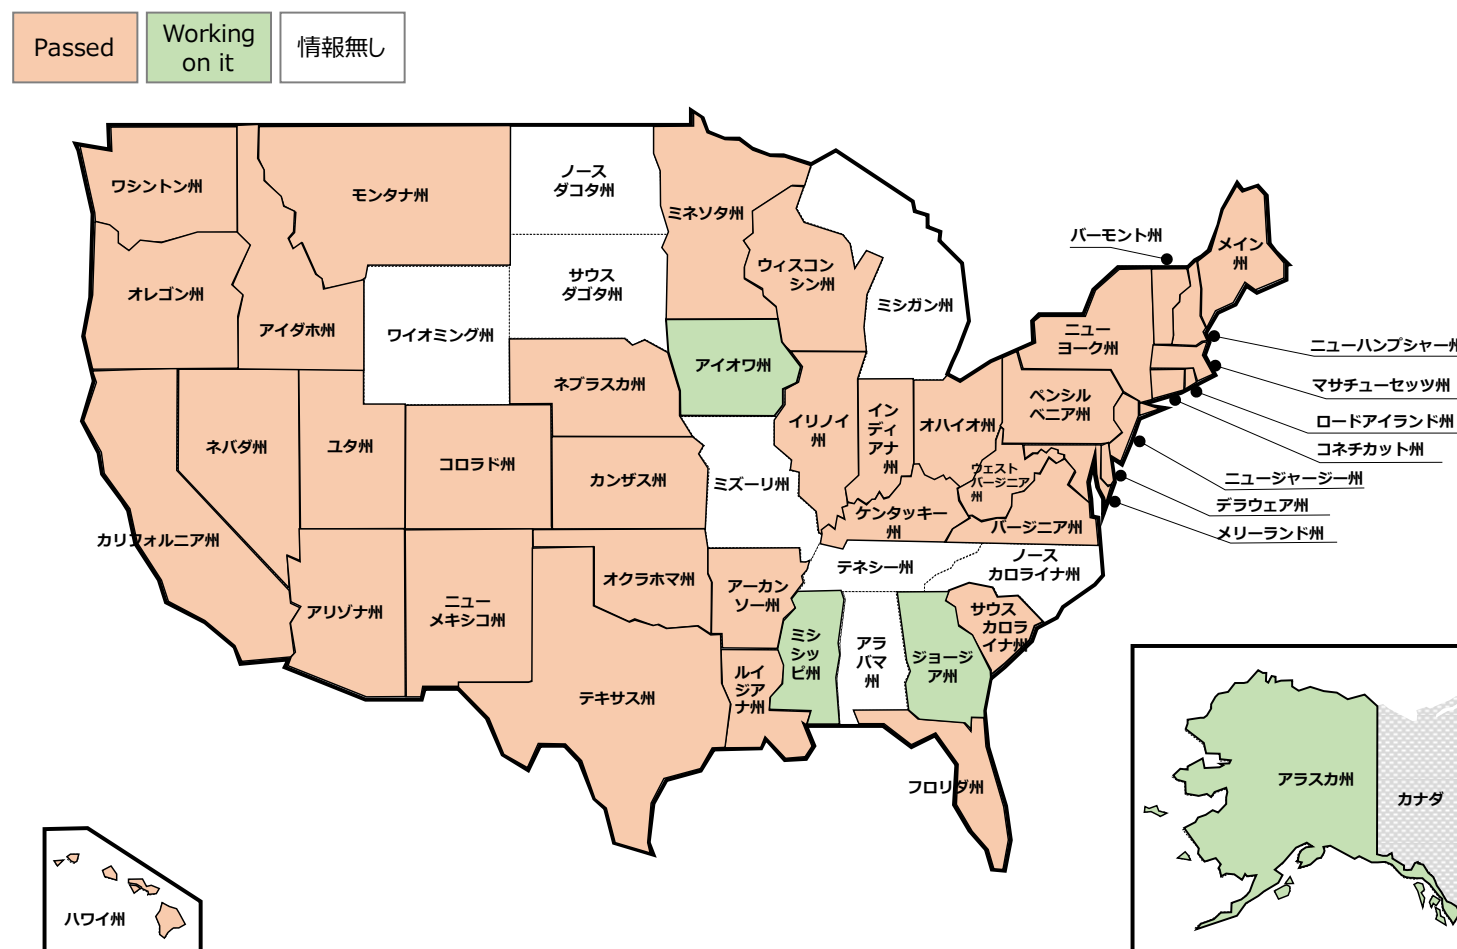 Passed
Working
on it
情報無し
ワシントン州
モンタナ州
ノース
ダコタ州
ミネソタ州
バーモント州
メイン
州
オレゴン州
アイダホ州
ワイオミング州
サウス
ダゴタ州
ウィスコン
シン州
ミシガン州
ニュー
ヨーク州
ニューハンプシャー州
アイオワ州
ネブラスカ州
マサチューセッツ州
ペンシル
ベニア州
イリノイ
州
イン
ディ
アナ
州
オハイオ州
ロードアイランド州
コネチカット州
ネバダ州
ユタ州
コロラド州
カンザス州
ミズーリ州
ウェスト
バージニア
州
ニュージャージー州
デラウェア州
メリーランド州
ケンタッキー
州
バージニア州
カリフォルニア州
テネシー州
ノース
カロライナ州
アリゾナ州
ニュー
メキシコ州
オクラホマ州
アーカン
ソー州
ミシ
シッ
ピ州
アラ
バマ
州
ジョージ
ア州
サウス
カロラ
イナ州
テキサス州
ルイ
ジア
ナ州
フロリダ州
アラスカ州
カナダ
ハワイ州